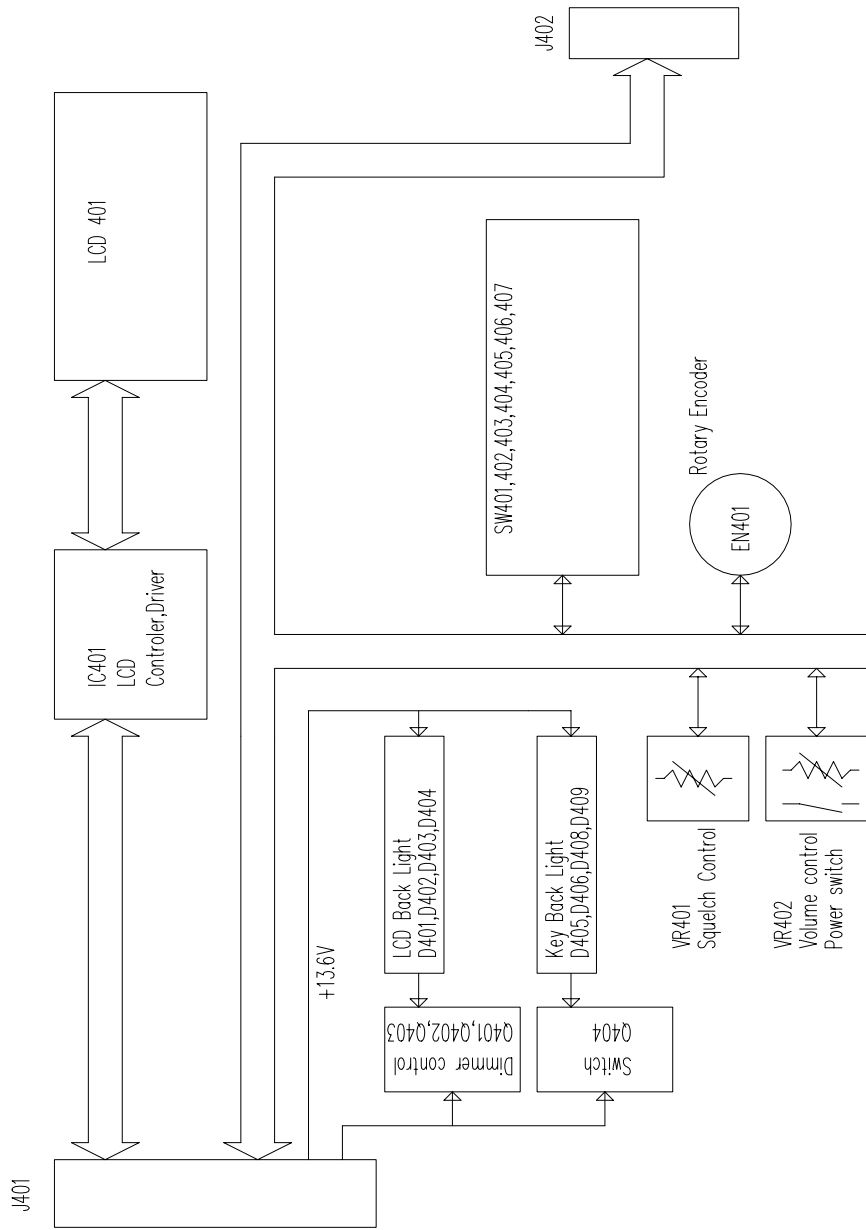 J401
IC401
LCD
Controler,Driver
LCD 401
J402
+13.6V
Dimmer control
Q401,Q402,Q403
LCD Back Light
D401,D402,D403,D404
Switch
Q404
Key Back Light
D405,D406,D408,D409
SW401,402,403,404,405,406,407
Rotary Encoder
EN401
VR401
Squelch Control
VR402
Volume control
Power switch